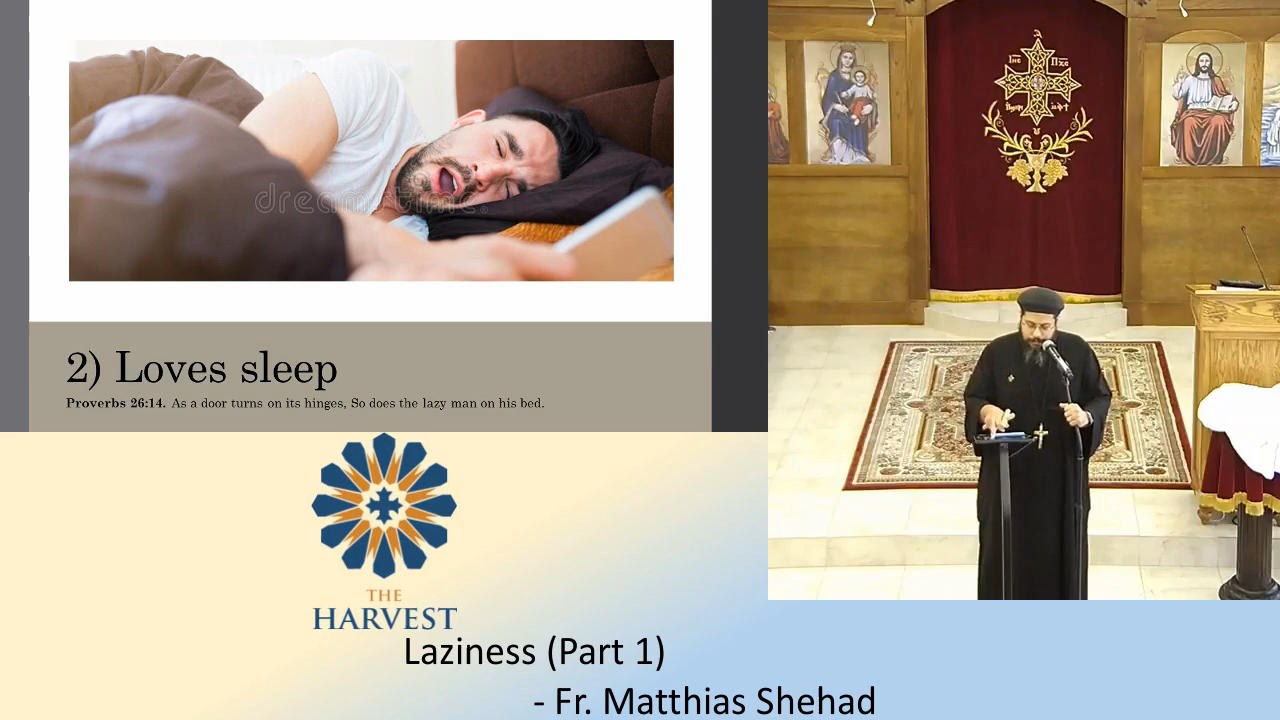 dreamstime.
2) Loves sleep
Proverbs 26:14. As a door turns on its hinges, So does the lazy man on his bed.
THE
HARVEST
Laziness (Part 1)
- Fr. Matthias Shehad